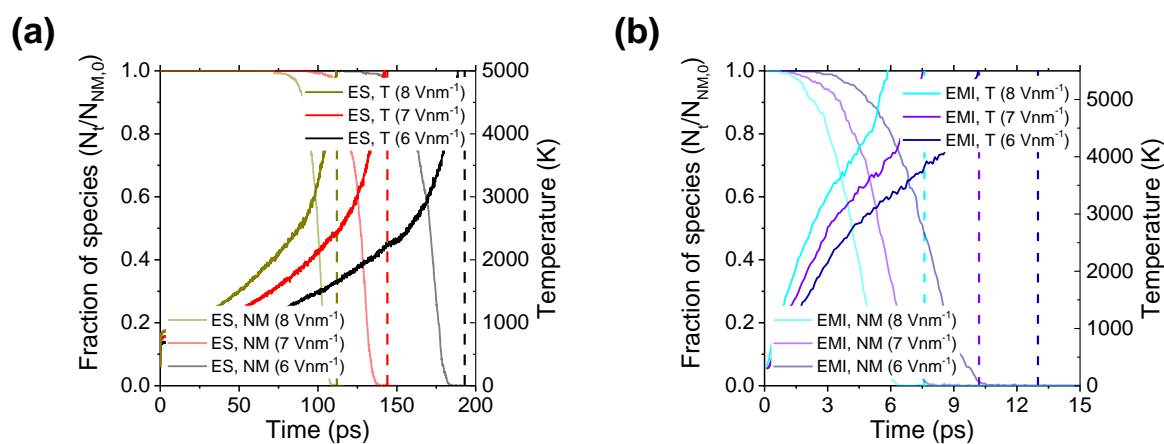 (a)
Fraction of species (N_t/N_NM,0)
1.0
0.8
0.6
0.4
0.2
0.0
ES, T (8 Vnm⁻¹)
ES, T (7 Vnm⁻¹)
ES, T (6 Vnm⁻¹)
ES, NM (8 Vnm⁻¹)
ES, NM (7 Vnm⁻¹)
ES, NM (6 Vnm⁻¹)
5000
4000
3000
2000
1000
0
Temperature (K)
0 50 100 150 200
Time (ps)
(b)
Fraction of species (N_t/N_NM,0)
1.0
0.8
0.6
0.4
0.2
0.0
EMI, T (8 Vnm⁻¹)
EMI, T (7 Vnm⁻¹)
EMI, T (6 Vnm⁻¹)
EMI, NM (8 Vnm⁻¹)
EMI, NM (7 Vnm⁻¹)
EMI, NM (6 Vnm⁻¹)
5000
4000
3000
2000
1000
0
Temperature (K)
0 3 6 9 12 15
Time (ps)